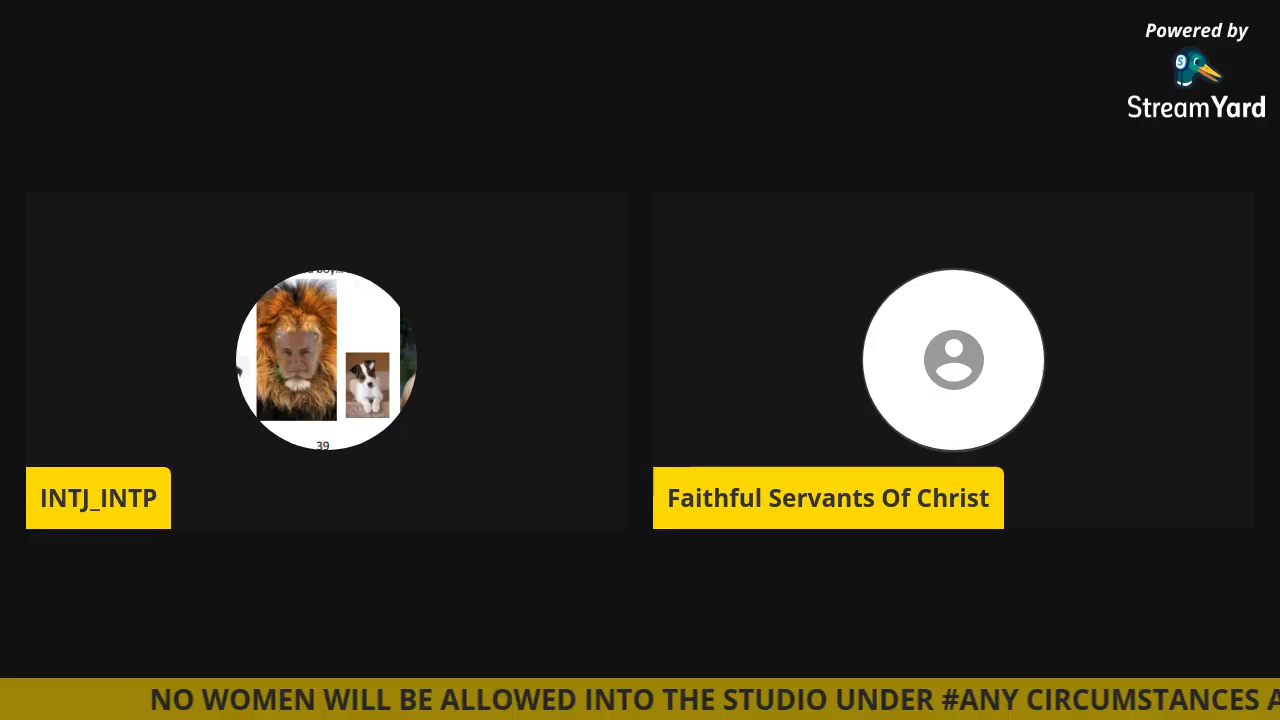 Powered by
StreamYard
39
INTJ_INTP
Faithful Servants Of Christ
NO WOMEN WILL BE ALLOWED INTO THE STUDIO UNDER #ANY CIRCUMSTANCES